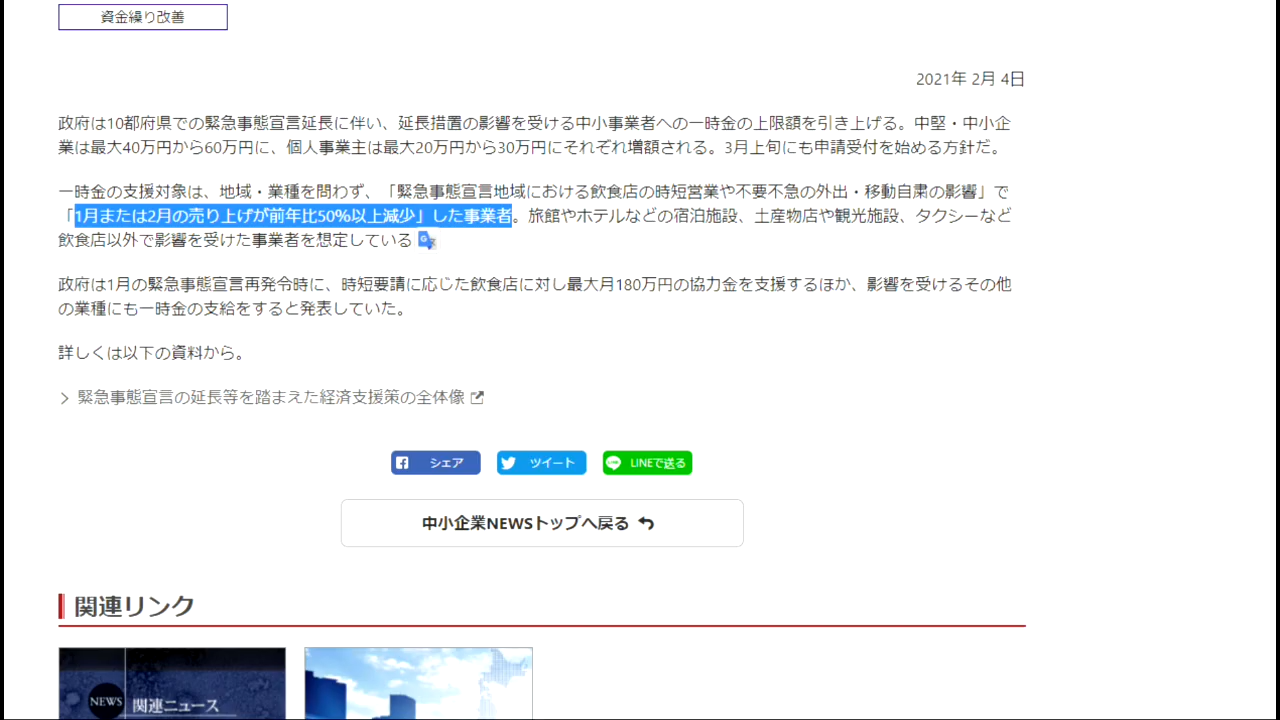 資金繰り改善
2021年 2月 4日
政府は10都府県での緊急事態宣言延長に伴い、延長措置の影響を受ける中小事業者への一時金の上限額を引き上げる。中堅・中小企
業は最大40万円から60万円に、個人事業主は最大20万円から30万円にそれぞれ増額される。3月上旬にも申請受付を始める方針だ。
一時金の支援対象は、地域・業種を問わず、「緊急事態宣言地域における飲食店の時短営業や不要不急の外出・移動自粛の影響」で
「1月または2月の売り上げが前年比50%以上減少」した事業者。旅館やホテルなどの宿泊施設、土産物店や観光施設、タクシーなど
飲食店以外で影響を受けた事業者を想定している
政府は1月の緊急事態宣言再発令時に、時短要請に応じた飲食店に対し最大月180万円の協力金を支援するほか、影響を受けるその他
の業種にも一時金の支給をすると発表していた。
詳しくは以下の資料から。
> 緊急事態宣言の延長等を踏まえた経済支援策の全体像
シェア ツイート LINEで送る
中小企業NEWSトップへ戻る
関連リンク
NEWS 関連ニュース